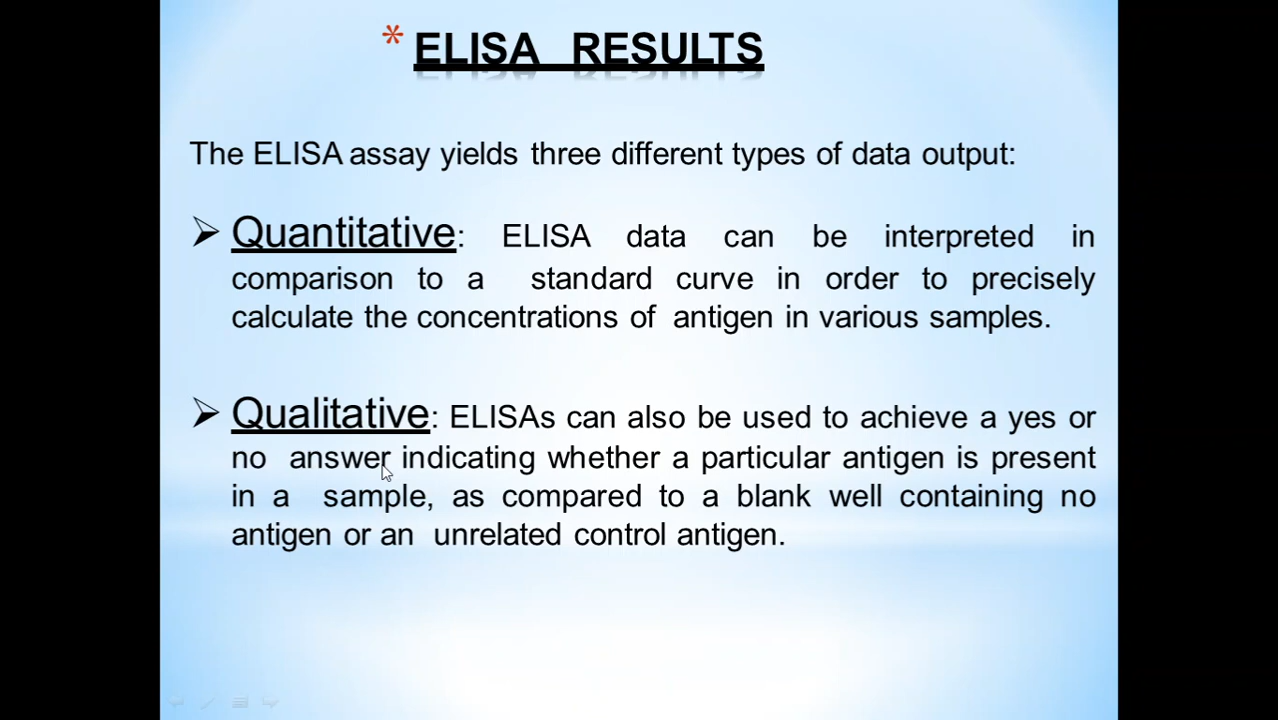 * ELISA RESULTS
The ELISA assay yields three different types of data output:
➢ Quantitative: ELISA data can be interpreted in
comparison to a standard curve in order to precisely
calculate the concentrations of antigen in various samples.
➢ Qualitative: ELISAs can also be used to achieve a yes or
no answer indicating whether a particular antigen is present
in a sample, as compared to a blank well containing no
antigen or an unrelated control antigen.